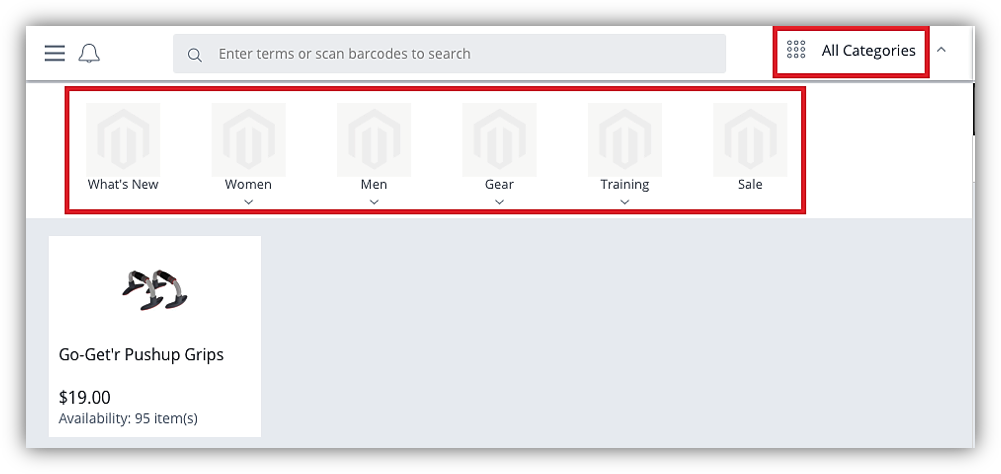 Enter terms or scan barcodes to search
All Categories
What's New
Women
Men
Gear
Training
Sale
Go-Get'r Pushup Grips
$19.00
Availability: 95 item(s)